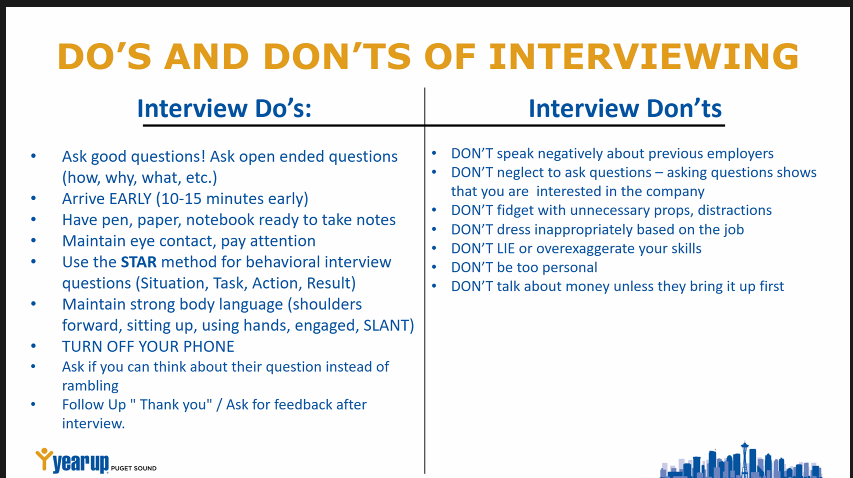 DO’S AND DON’TS OF INTERVIEWING
Interview Do’s:
• Ask good questions! Ask open ended questions
(how, why, what, etc.)
• Arrive EARLY (10-15 minutes early)
• Have pen, paper, notebook ready to take notes
• Maintain eye contact, pay attention
• Use the STAR method for behavioral interview
questions (Situation, Task, Action, Result)
• Maintain strong body language (shoulders
forward, sitting up, using hands, engaged, SLANT)
• TURN OFF YOUR PHONE
• Ask if you can think about their question instead of
rambling
• Follow Up " Thank you" / Ask for feedback after
interview.
Interview Don’ts
• DON’T speak negatively about previous employers
• DON’T neglect to ask questions – asking questions shows
that you are  interested in the company
• DON’T fidget with unnecessary props, distractions
• DON’T dress inappropriately based on the job
• DON’T LIE or overexaggerate your skills
• DON’T be too personal
• DON’T talk about money unless they bring it up first
year up PUGET SOUND